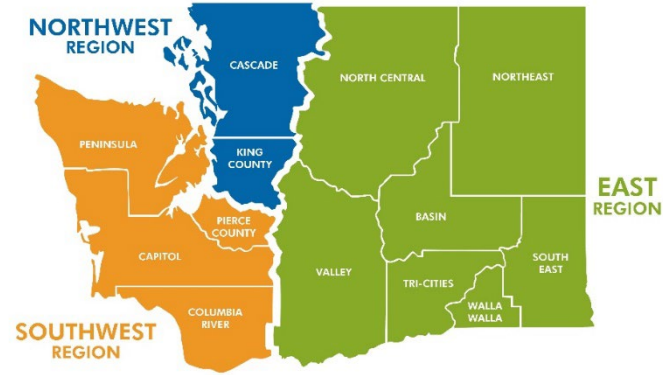 NORTHWEST
REGION
CASCADE
NORTH CENTRAL
NORTHEAST
PENINSULA
KING
COUNTY
EAST
REGION
PIERCE
COUNTY
BASIN
CAPITOL
VALLEY
SOUTH
EAST
TRI-CITIES
COLUMBIA
RIVER
WALLA
WALLA
SOUTHWEST
REGION